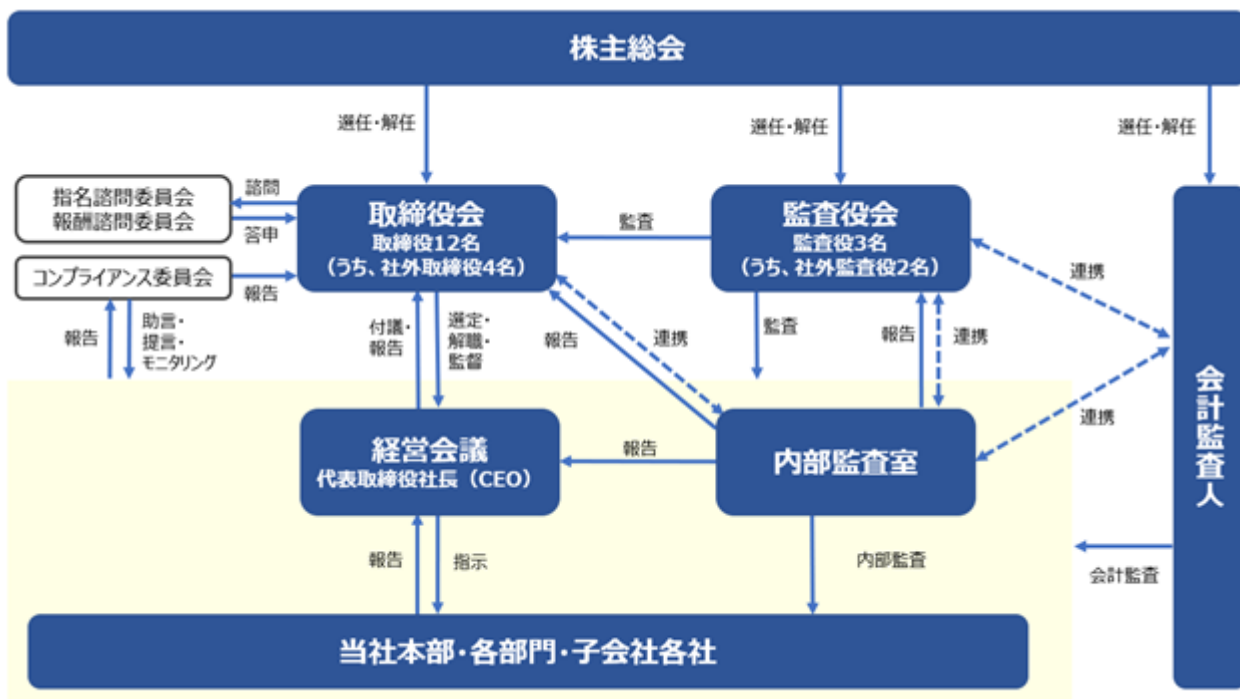 株主総会
選任・解任
選任・解任
選任・解任
指名諮問委員会
報酬諮問委員会
諮問
答申
取締役会
取締役12名
（うち、社外取締役4名）
監査
監査役会
監査役3名
（うち、社外監査役2名）
連携
コンプライアンス委員会
報告
報告
助言・
提言・
モニタリング
付議・
報告
選定・
解職・
監督
報告
連携
監査
報告
連携
連携
会計監査人
経営会議
代表取締役社長（CEO）
報告
内部監査室
報告
指示
内部監査
会計監査
当社本部・各部門・子会社各社